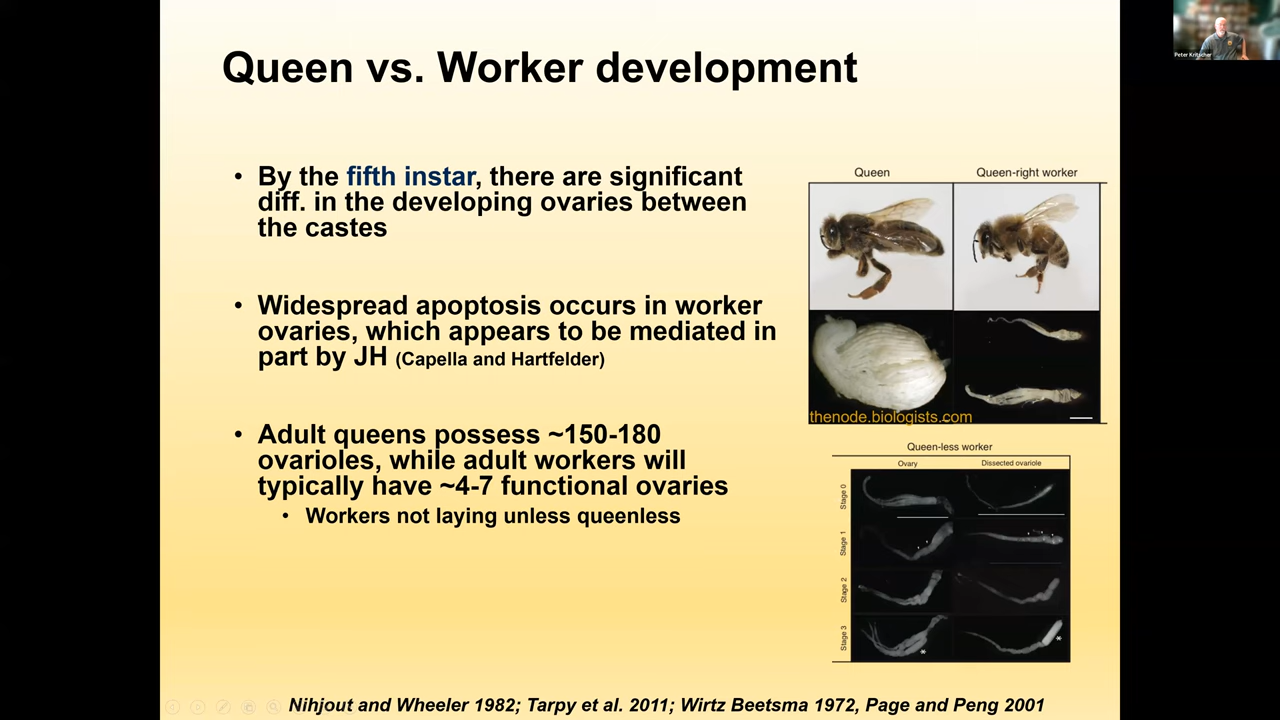 Peter Kritscher
Queen vs. Worker development
• By the fifth instar, there are significant
diff. in the developing ovaries between
the castes
• Widespread apoptosis occurs in worker
ovaries, which appears to be mediated in
part by JH (Capella and Hartfelder)
• Adult queens possess ~150-180
ovarioles, while adult workers will
typically have ~4-7 functional ovaries
• Workers not laying unless queenless
Queen Queen-right worker
thenode.biologists.com
Queen-less worker
Ovary Dissected ovariole
Stage 0
Stage 1
Stage 2
Stage 3
* *
Nihjout and Wheeler 1982; Tarpy et al. 2011; Wirtz Beetsma 1972, Page and Peng 2001